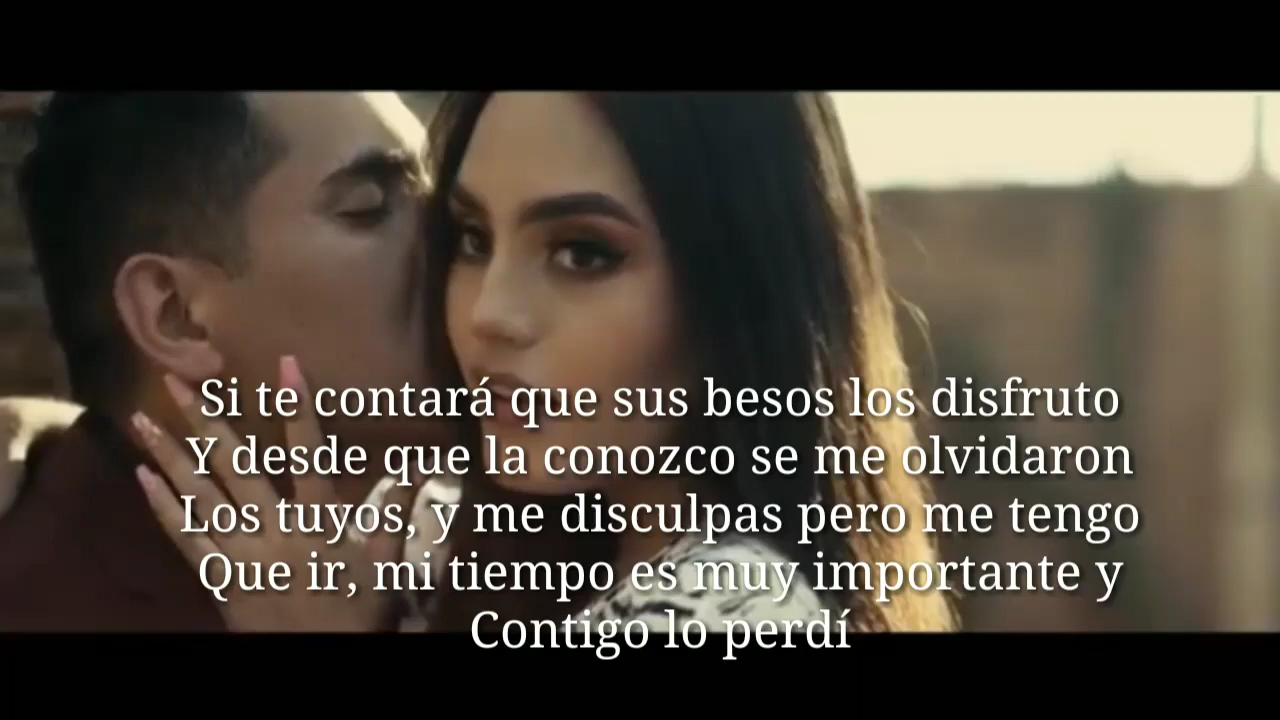 Si te contará que sus besos los disfruto
Y desde que la conozco se me olvidaron
Los tuyos, y me disculpas pero me tengo
Que ir, mi tiempo es muy importante y
Contigo lo perdí